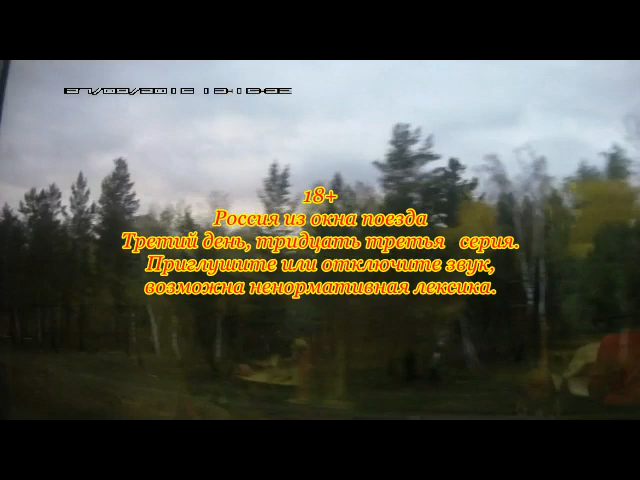 18+
Россия из окна поезда
Третий день, тридцать третья серия.
Приглушите или отключите звук,
возможна ненормативная лексика.